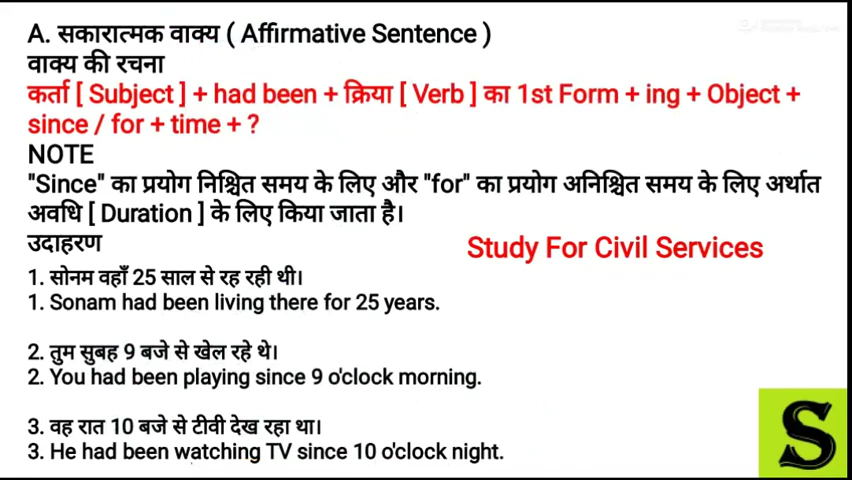 A. सकारात्मक वाक्य ( Affirmative Sentence )
वाक्य की रचना
कर्ता [ Subject ] + had been + क्रिया [ Verb ] का 1st Form + ing + Object +
since / for + time + ?
NOTE
"Since" का प्रयोग निश्चित समय के लिए और "for" का प्रयोग अनिश्चित समय के लिए अर्थात
अवधि [ Duration ] के लिए किया जाता है।
उदाहरण
Study For Civil Services
1. सोनम वहाँ 25 साल से रह रही थी।
1. Sonam had been living there for 25 years.
2. तुम सुबह 9 बजे से खेल रहे थे।
2. You had been playing since 9 o'clock morning.
3. वह रात 10 बजे से टीवी देख रहा था।
3. He had been watching TV since 10 o'clock night.
S